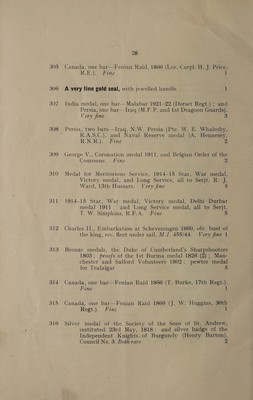 28
305 Canada, one bar—Fenian Raid, 1866 (Lce. Corpl. H. J. Price,
R.E.). Fine 1
306 A very fine gold seal, with jewelled handle 1
307 India medal, one bar—Malabar 1921-22 (Dorset Regt.) ; and
Persia, one bar—Iraq (M.F.P. and 1st Dragoon Guards).
Very fine 3
308 Persia, two bars—Iraq, N.W. Persia (Pte. W. E. Whalesby,
R.A.S.C.), and Naval Reserve medal (A. Hennessey,
R.N.R.). Fine 2
309 George V., Coronation medal 1911, and Belgian Order of the
Couronne. Fine 2
310 Medal for Meritorious Service, 1914-15 Star, War medal,
Victory medal, and Long Service, all to Serjt. R. J.
Ward, 13th Hussars. Very fine 5
311 1914-15 Star, War medal, Victory medal, Delhi Durbar
medal 1911 ; and Long Service medal, all to Serjt.
T. W. Simpkins, R.F.A. Fine 5
312 Charles II., Embarkation at Scheveningen 1660, obv. bust of
the king, rev. fleet under sail, M.I. 455/44. Very fine 1
313 Bronze medals, the Duke of Cumberland's Sharpshooters
1803 ; proofs of the 1st Burma medal 1826 (2) ; Man-
chester and Salford Volunteers 1802 ; pewter medal
for Trafalgar 5
314 Canada, one bar—Fenian Raid 1866 (T. Burke, 17th Regt.).
Fine 1
315 Canada, one bar—Fenian Raid 1866 (J. W. Huggins, 30th
Regt.). Fine 1
316 Silver medal of the Society of the Sons of St. Andrew,
instituted 23rd May, 1818 ; and silver badge of the
Independent Knights of Burgundy (Henry Burton),
Council No. 3. Both rare 2